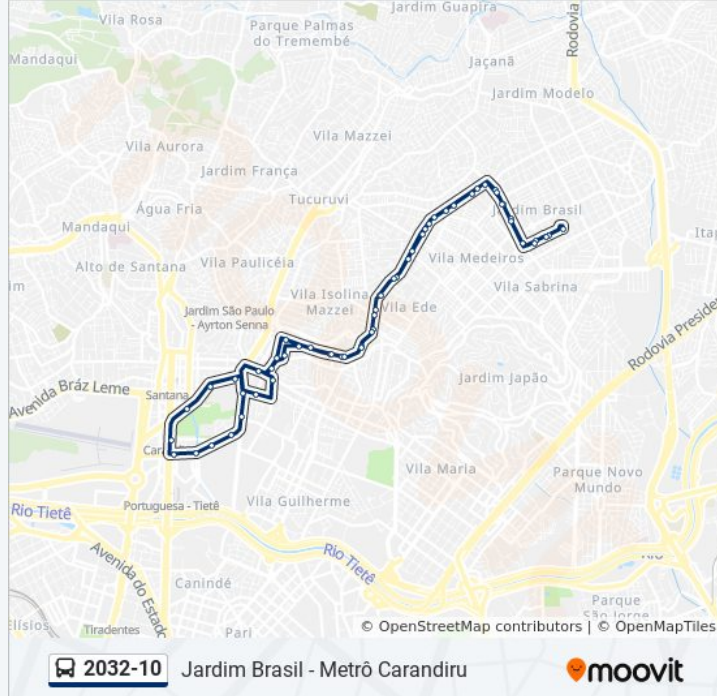 Jardim Guapira
Vila Rosa
Parque Palmas
do Tremembé
Rodovia
Mandaqui
Jaçanã
Jardim Modelo
Vila Mazzei
Vila Aurora
Jardim França
Tucuruvi
Água Fria
Jardim Brasil
Mandaqui
Itap
Alto de Santana
Vila Pauliceia
Vila Medeiros
Vila Sabrina
Vila Isolina
Mazzei
Vila Ede
Jardim São Paulo
- Ayrton Senna
Rodovia Preside
Jardim Japão
Avenida Bráz Leme
Santana
Vila Maria
Parque Novo
Mundo
Vila Guilherme
Portuguesa - Tietê
Rio Tietê
Rio Tietê
Avenida do Estado
Canindé
Parque
São Jorge
Tiradentes
Pari
© OpenStreetMap contributors | © OpenMapTiles
2032-10 Jardim Brasil - Metrô Carandiru
moovit